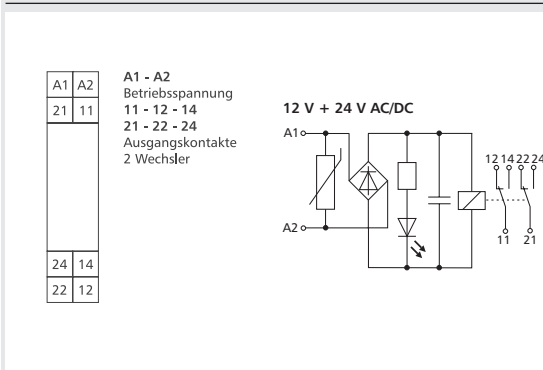 A1 A2
21 11
24 14
22 12
A1 - A2
Betriebsspannung
11 - 12 - 14
21 - 22 - 24
Ausgangskontakte
2 Wechsler
12 V + 24 V AC/DC
A1
A2
12 14 22 24
11 21